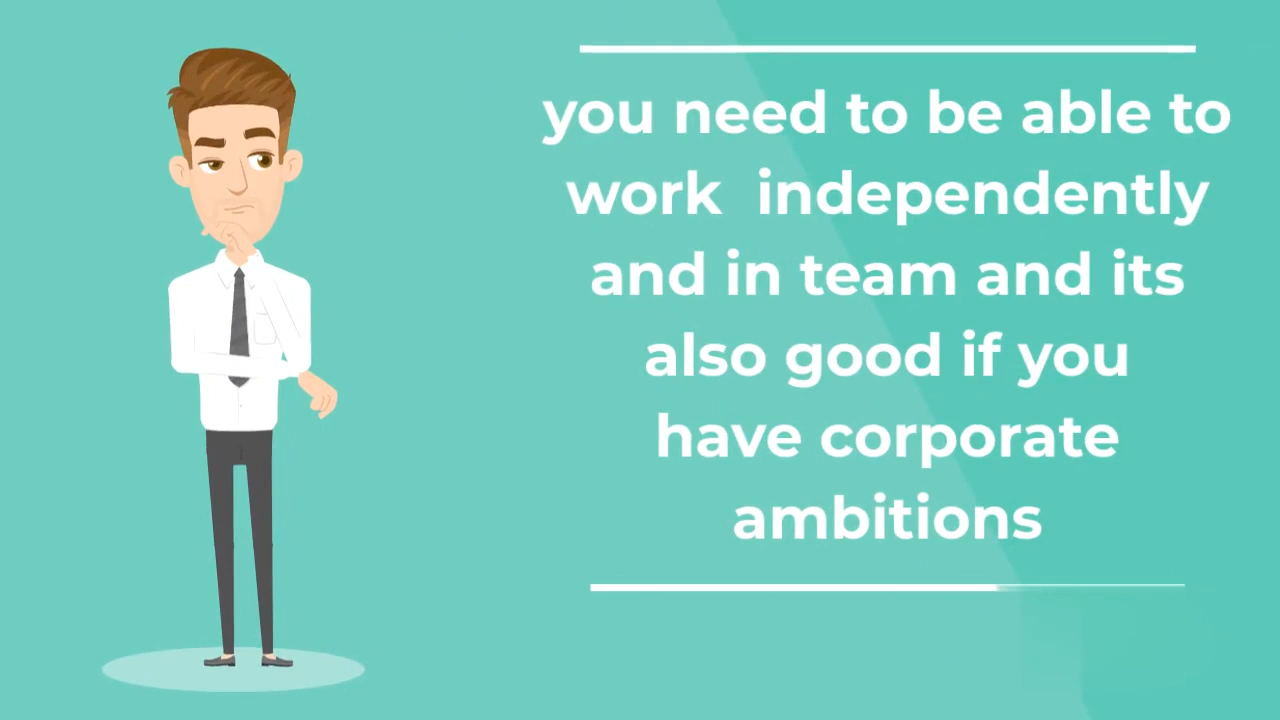 you need to be able to
work  independently
and in team and its
also good if you
have corporate
ambitions